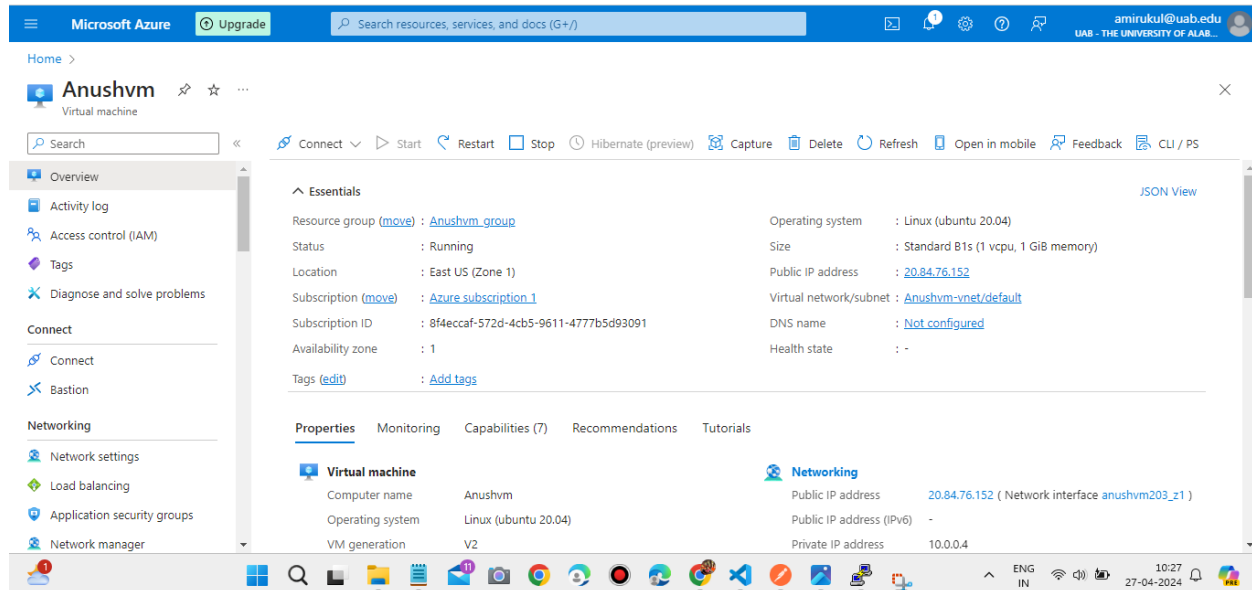 Microsoft Azure Upgrade Search resources, services, and docs (G+/) 1 amirukul@uab.edu
UAB - THE UNIVERSITY OF ALAB...
Home >
Anushvm ...
Virtual machine
Search « Connect Start Restart Stop Hibernate (preview) Capture Delete Refresh Open in mobile Feedback CLI / PS
Overview
Activity log
Access control (IAM)
Tags
Diagnose and solve problems
Connect
Connect
Bastion
Networking
Network settings
Load balancing
Application security groups
Network manager
Essentials JSON View
Resource group (move) : Anushvm_group
Status : Running
Location : East US (Zone 1)
Subscription (move) : Azure subscription 1
Subscription ID : 8f4eccaf-572d-4cb5-9611-4777b5d93091
Availability zone : 1
Tags (edit) : Add tags
Operating system : Linux (ubuntu 20.04)
Size : Standard B1s (1 vcpu, 1 GiB memory)
Public IP address : 20.84.76.152
Virtual network/subnet : Anushvm-vnet/default
DNS name : Not configured
Health state : -
Properties Monitoring Capabilities (7) Recommendations Tutorials
Virtual machine
Computer name Anushvm
Operating system Linux (ubuntu 20.04)
VM generation V2
Networking
Public IP address 20.84.76.152 ( Network interface anushvm203_z1 )
Public IP address (IPv6) -
Private IP address 10.0.0.4
1 11 ENG 10:27
IN 27-04-2024 PRE